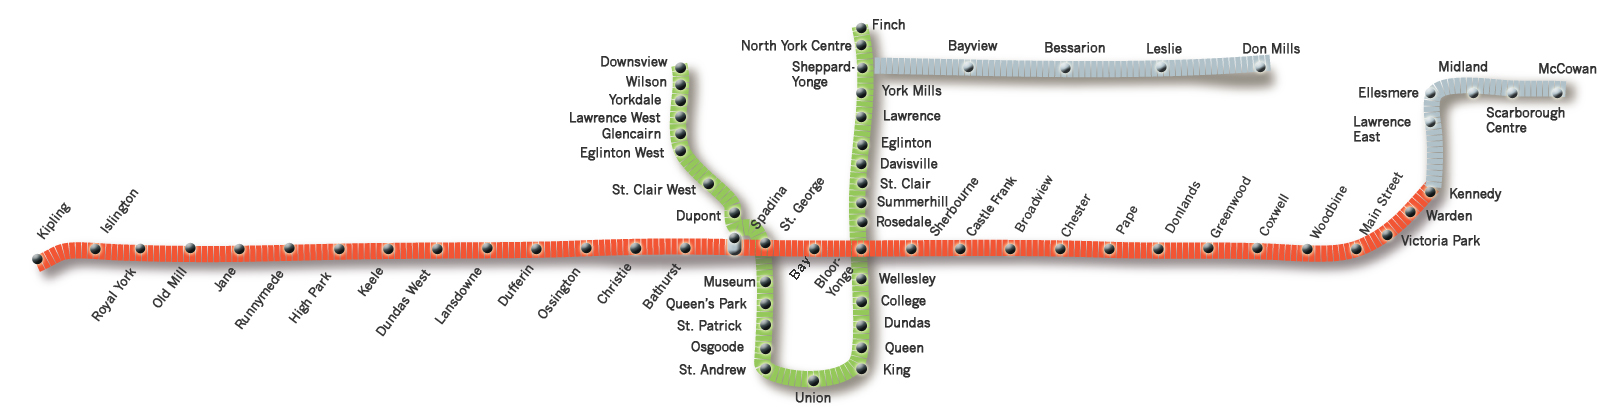 Finch
North York Centre
Sheppard-
Yonge
York Mills
Lawrence
Eglinton
Davisville
St. Clair
Summerhill
Rosedale
Bayview
Bessarion
Leslie
Don Mills
Downsview
Wilson
Yorkdale
Lawrence West
Glencairn
Eglinton West
St. Clair West
Dupont
Spadina
St. George
Midland
McCowan
Ellesmere
Scarborough
Centre
Lawrence
East
Kennedy
Warden
Victoria Park
Kipling
Islington
Royal York
Old Mill
Jane
Runnymede
High Park
Keele
Dundas West
Lansdowne
Dufferin
Ossington
Christie
Bathurst
Bay
Bloor-
Yonge
Sherbourne
Castle Frank
Broadview
Chester
Pape
Donlands
Greenwood
Coxwell
Woodbine
Main Street
Museum
Queen's Park
St. Patrick
Osgoode
St. Andrew
Union
Wellesley
College
Dundas
Queen
King